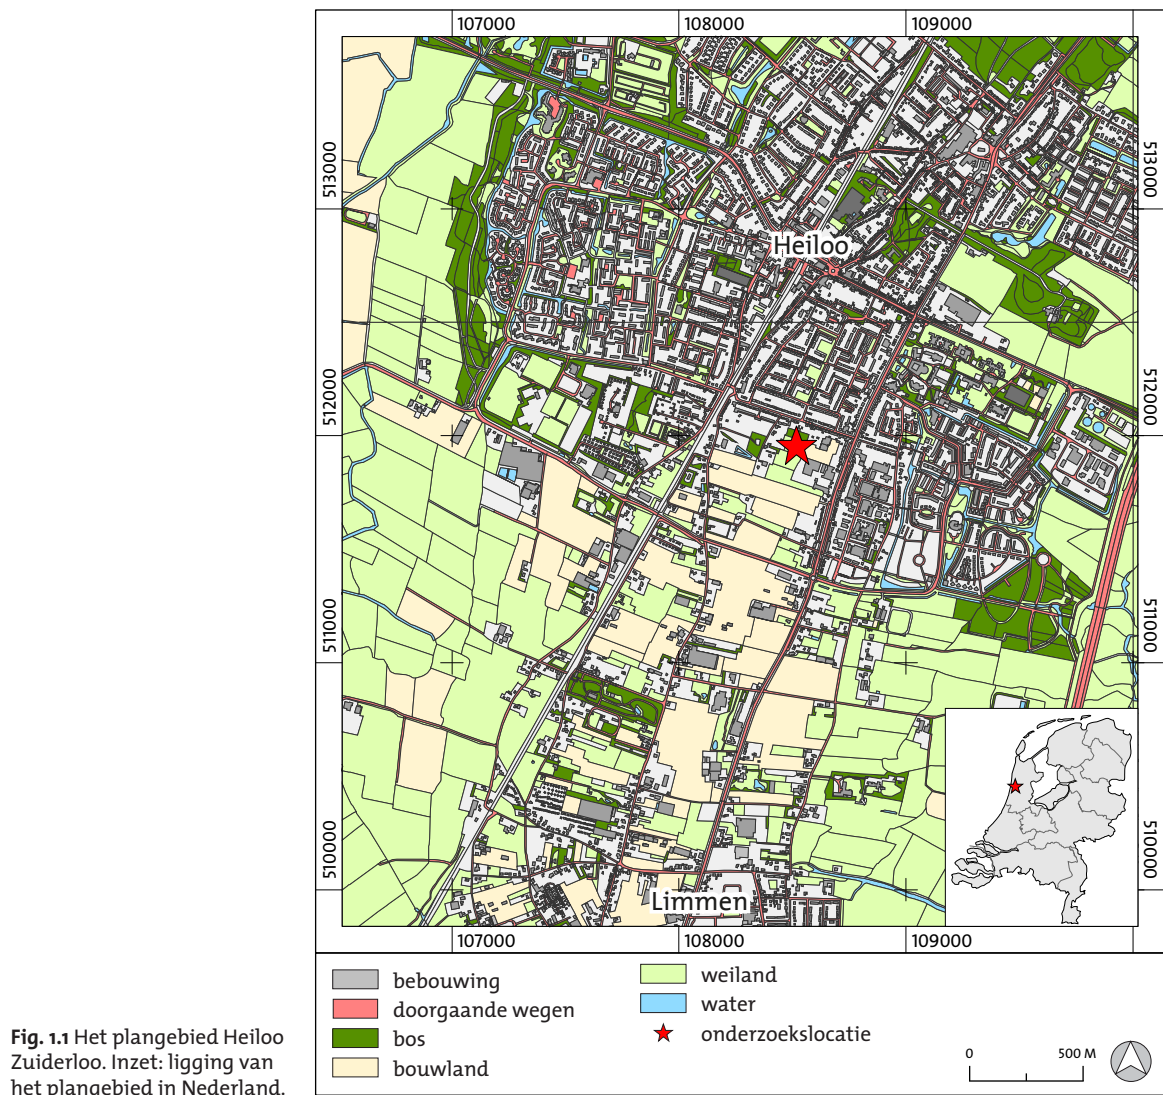 107000
108000
109000
513000
513000
Heiloo
512000
512000
511000
511000
510000
510000
Limmen
107000
108000
109000
bebouwing
doorgaande wegen
bos
bouwland
weiland
water
onderzoekslocatie
0 500 M
Fig. 1.1 Het plangebied Heiloo
Zuiderloo. Inzet: ligging van
het plangebied in Nederland.